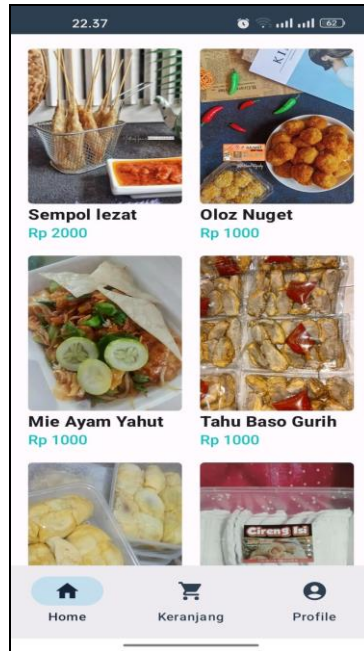 22.37
62
Sempol lezat
Oloz Nuget
Rp 2000
Rp 1000
Mie Ayam Yahut
Tahu Baso Gurih
Rp 1000
Rp 1000
Cireng Isi
Home
Keranjang
Profile